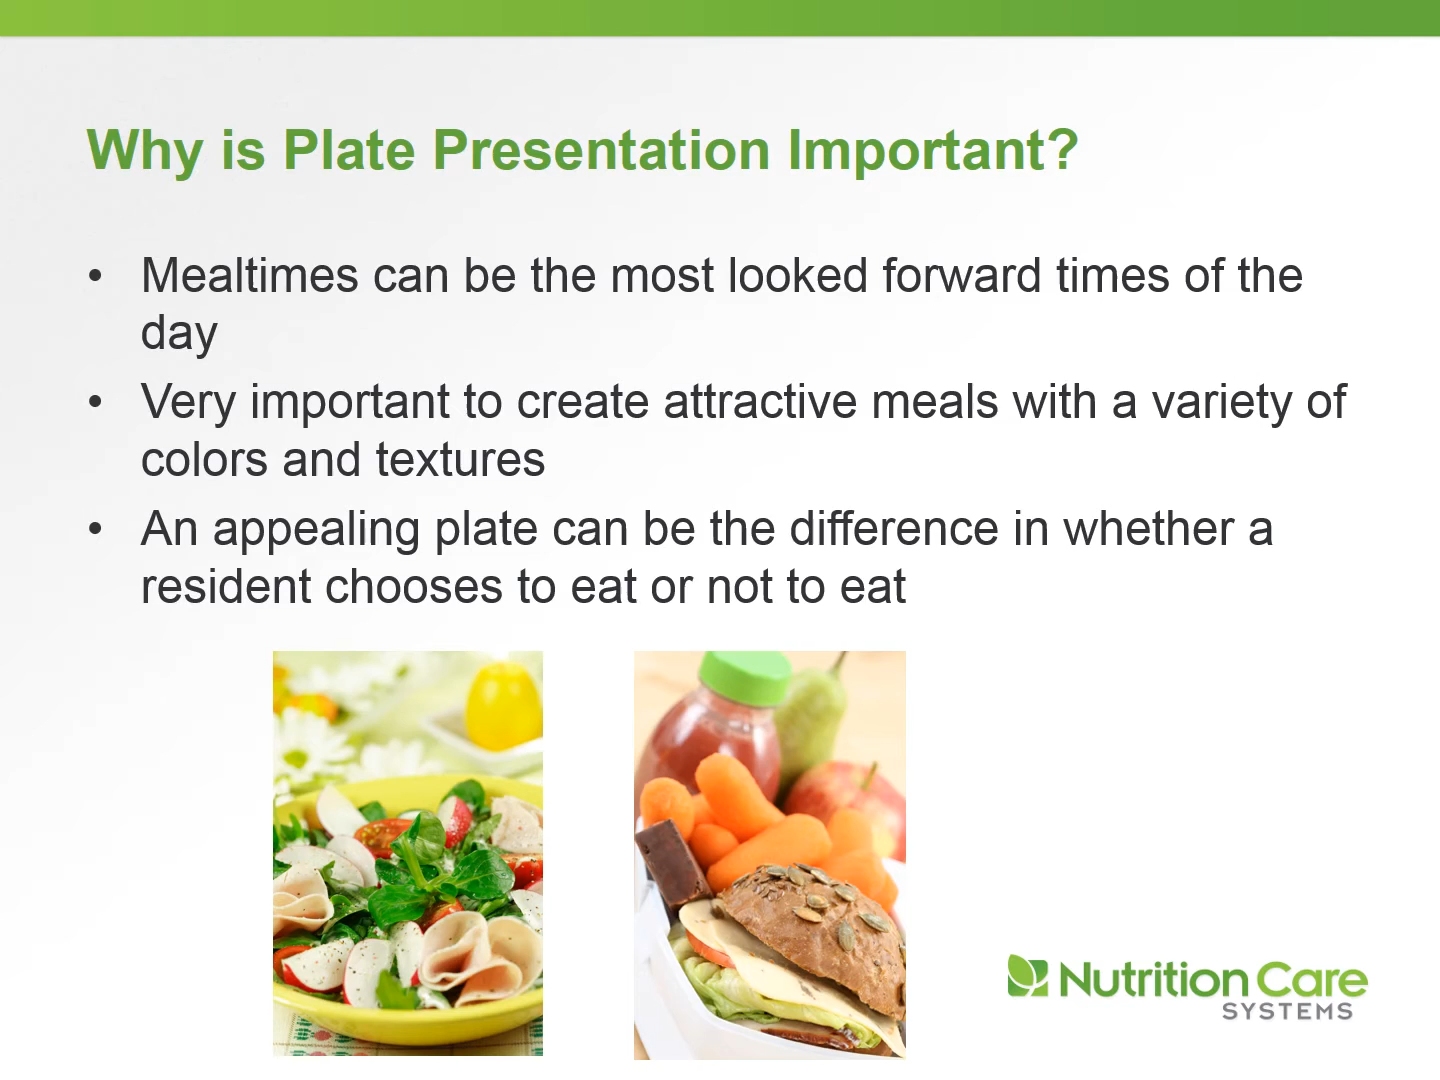 Why is Plate Presentation Important?
• Mealtimes can be the most looked forward times of the
day
• Very important to create attractive meals with a variety of
colors and textures
• An appealing plate can be the difference in whether a
resident chooses to eat or not to eat
Nutrition Care
SYSTEMS